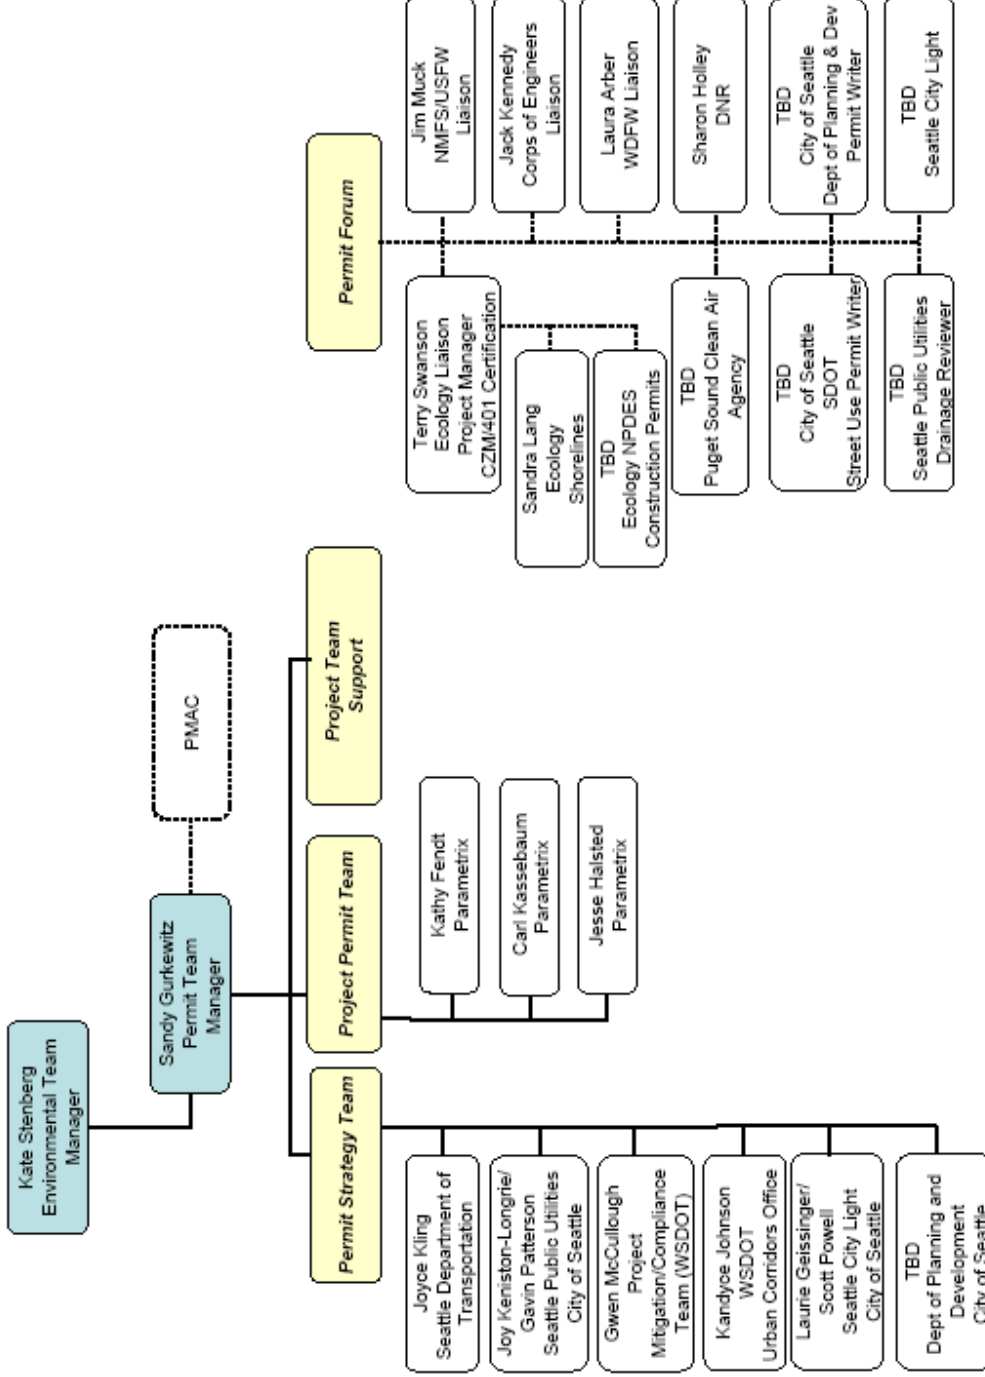 Kate Stenberg
Environmental Team
Manager
Sandy Gurkewitz
Permit Team
Manager
PMAC
Permit Strategy Team
Project Permit Team
Project Team
Support
Permit Forum
Joyce Kling
Seattle Department of
Transportation
Joy Keniston-Longrie/
Gavin Patterson
Seattle Public Utilities
City of Seattle
Gwen McCullough
Project
Mitigation/Compliance
Team (WSDOT)
Kandyce Johnson
WSDOT
Urban Corridors Office
Laurie Geissinger/
Scott Powell
Seattle City Light
City of Seattle
TBD
Dept of Planning and
Development
City of Seattle
Kathy Fendt
Parametrix
Carl Kassebaum
Parametrix
Jesse Halsted
Parametrix
Terry Swanson
Ecology Liaison
Project Manager
CZM/401 Certification
Sandra Lang
Ecology
Shorelines
TBD
Ecology NPDES
Construction Permits
TBD
Puget Sound Clean Air
Agency
TBD
City of Seattle
SDOT
Street Use Permit Writer
TBD
Seattle Public Utilities
Drainage Reviewer
Jim Muck
NMFS/USFW
Liaison
Jack Kennedy
Corps of Engineers
Liaison
Laura Arber
WDFW Liaison
Sharon Holley
DNR
TBD
City of Seattle
Dept of Planning & Dev
Permit Writer
TBD
Seattle City Light